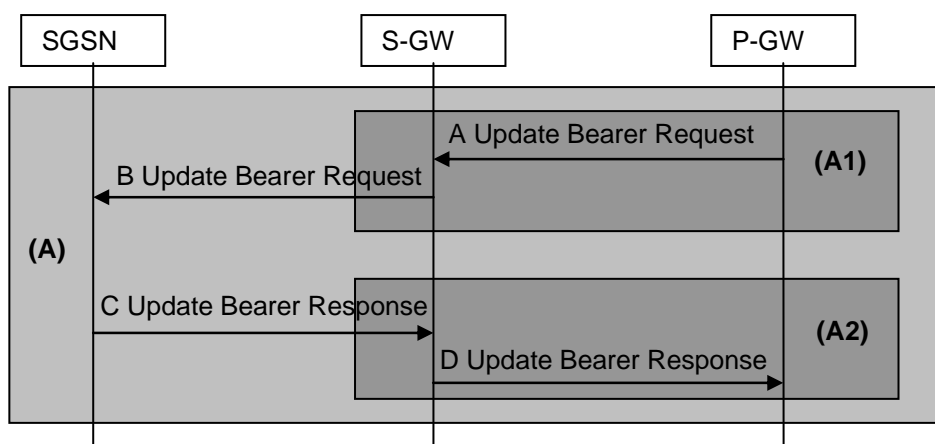 SGSN
S-GW
P-GW
A Update Bearer Request
(A1)
B Update Bearer Request
(A)
C Update Bearer Response
(A2)
D Update Bearer Response